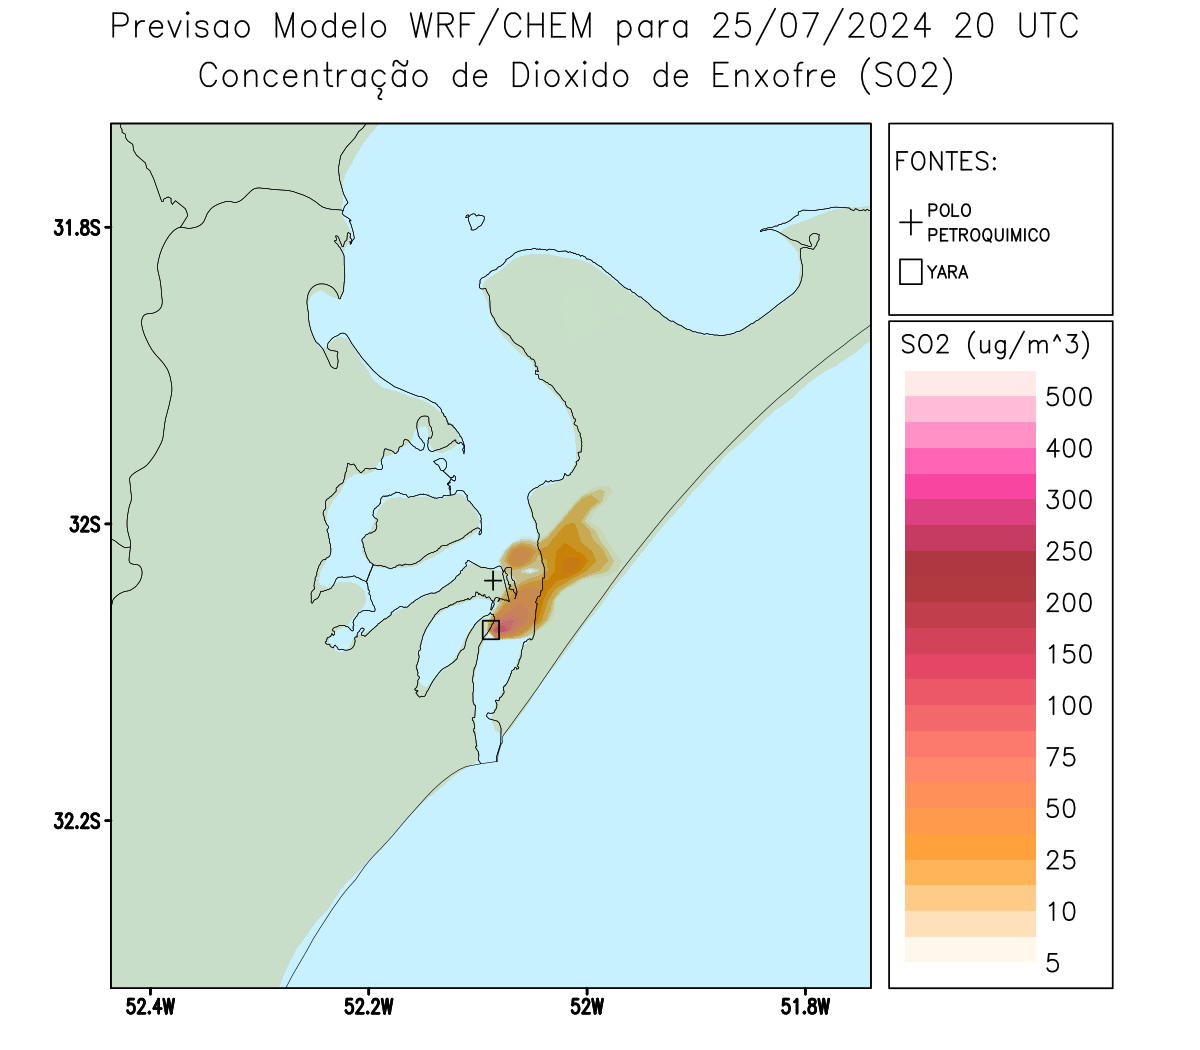 Previsao Modelo WRF/CHEM para 25/07/2024 20 UTC
Concentração de Dioxido de Enxofre (SO2)
FONTES:
POLO
PETROQUIMICO
YARA
31.8S
32S
32.2S
52.4W
52.2W
52W
51.8W
SO2 (ug/m^3)
500
400
300
250
200
150
100
75
50
25
10
5